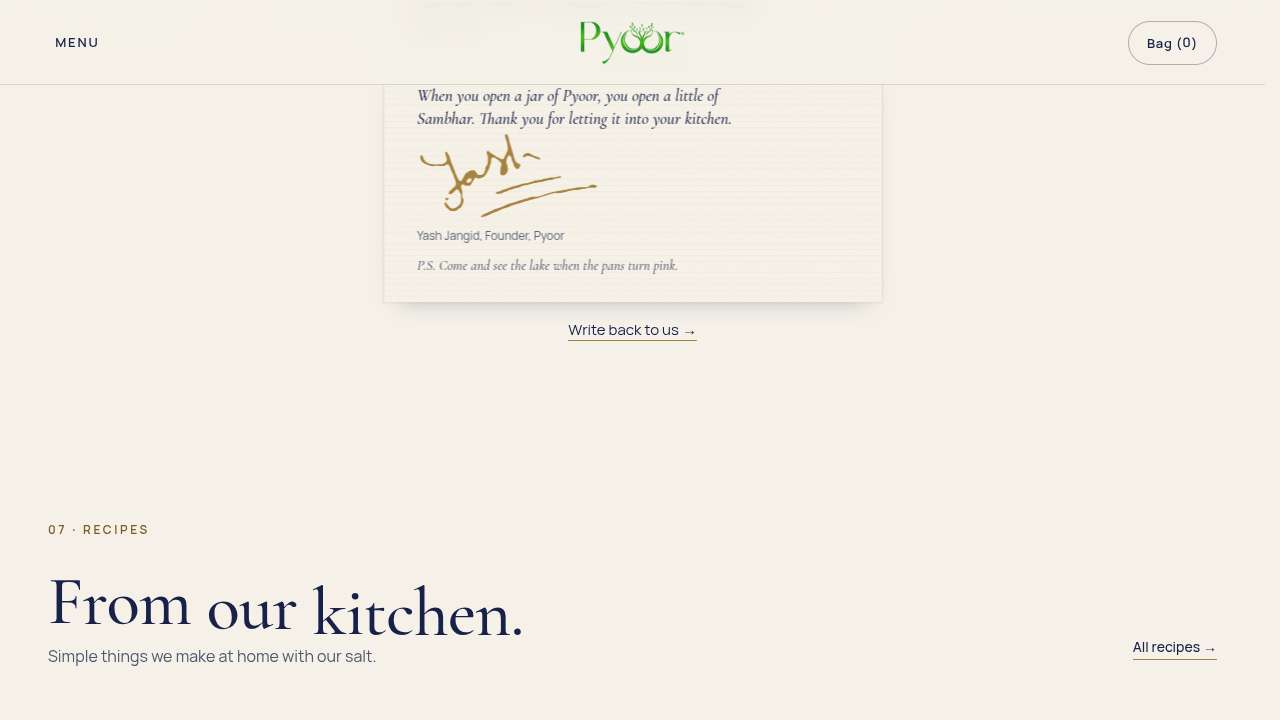 MENU
Pyoor
Bag (0)
When you open a jar of Pyoor, you open a little of
Sambhar. Thank you for letting it into your kitchen.
Yash
Yash Jangid, Founder, Pyoor
P.S. Come and see the lake when the pans turn pink.
Write back to us →
07 · RECIPES
From our kitchen.
Simple things we make at home with our salt.
All recipes →